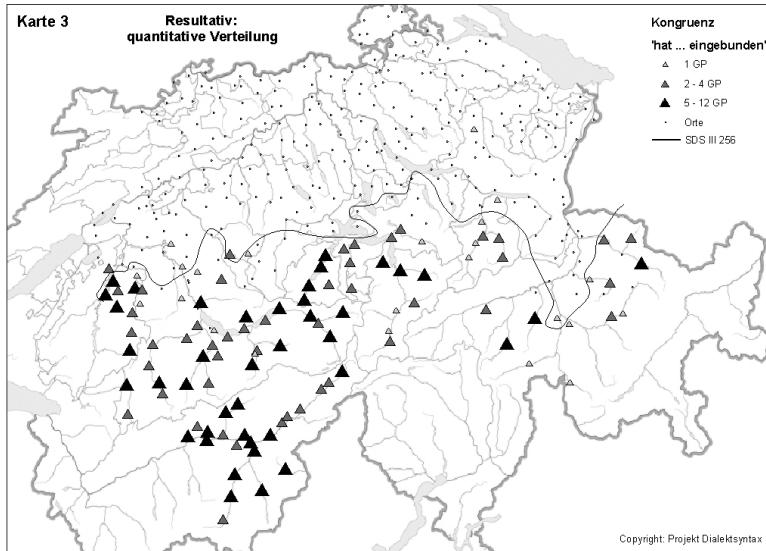 Karte 3
Resultativ:
quantitative Verteilung
Kongruenz
'hat ... eingebunden'
1 GP
2 - 4 GP
5 - 12 GP
Orte
SDS III 256
Copyright: Projekt Dialektsyntax